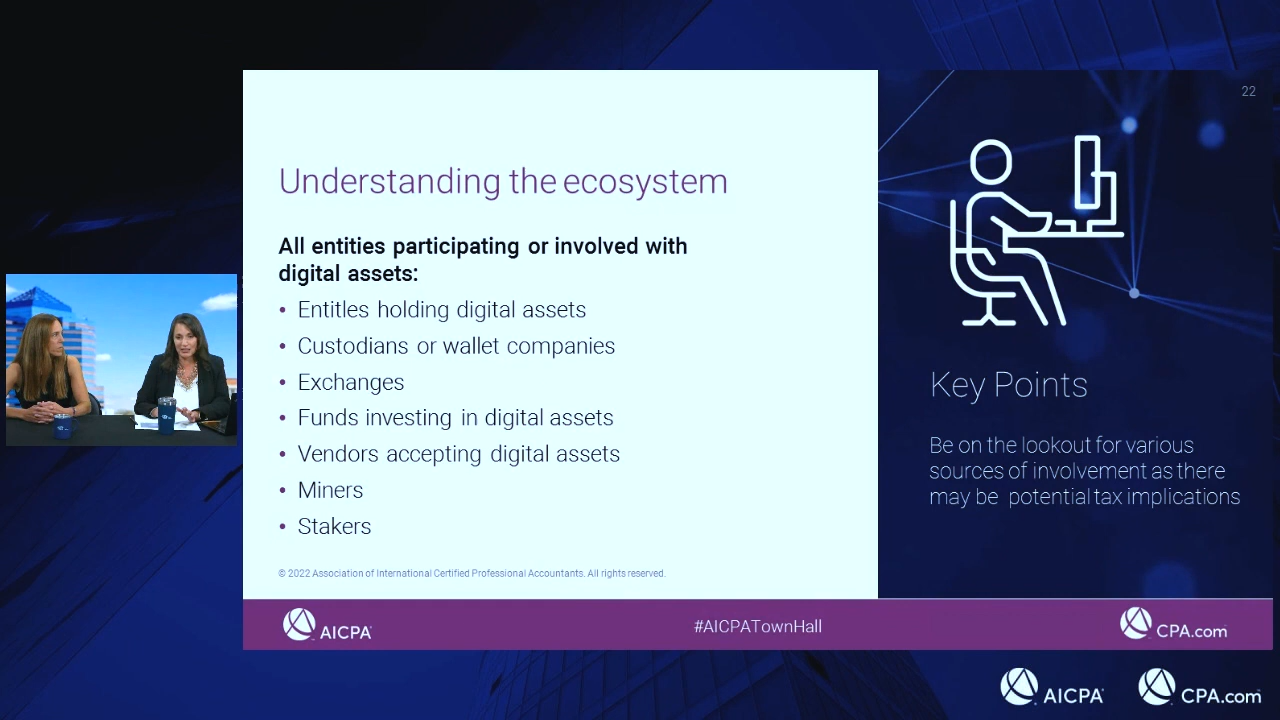 22
Understanding the ecosystem
All entities participating or involved with
digital assets:
• Entitles holding digital assets
• Custodians or wallet companies
• Exchanges
• Funds investing in digital assets
• Vendors accepting digital assets
• Miners
• Stakers
© 2022 Association of International Certified Professional Accountants. All rights reserved.
Key Points
Be on the lookout for various
sources of involvement as there
may be potential tax implications
AICPA
#AICPATownHall
CPA.com
AICPA
CPA.com